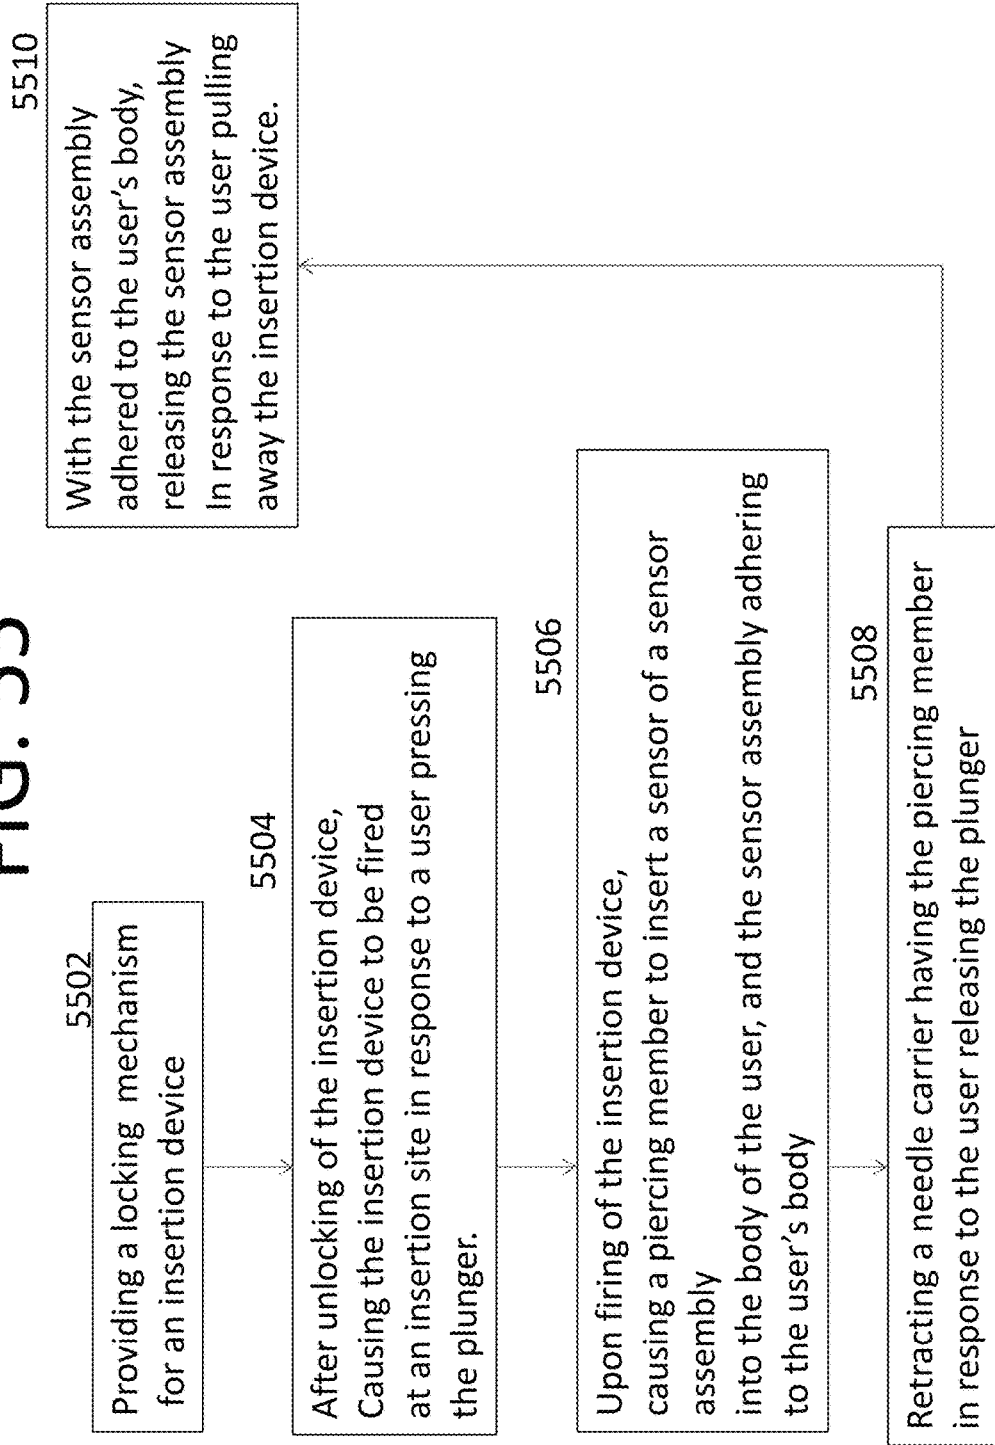 FIG. 55
5502
Providing a locking mechanism
for an insertion device
5504
After unlocking of the insertion device,
Causing the insertion device to be fired
at an insertion site in response to a user pressing
the plunger.
5506
Upon firing of the insertion device,
causing a piercing member to insert a sensor of a sensor
assembly
into the body of the user, and the sensor assembly adhering
to the user's body
5508
Retracting a needle carrier having the piercing member
in response to the user releasing the plunger
5510
With the sensor assembly
adhered to the user's body,
releasing the sensor assembly
In response to the user pulling
away the insertion device.